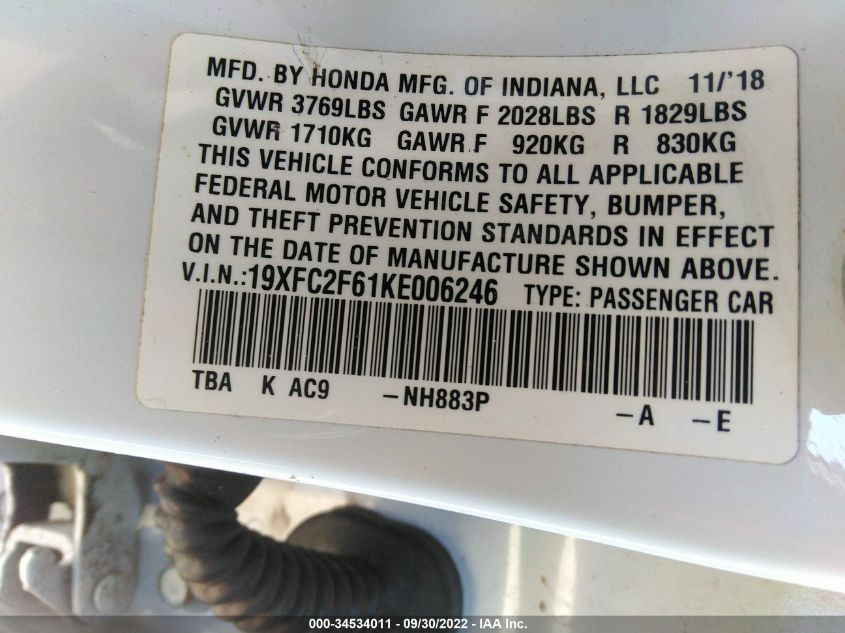 MFD. BY HONDA MFG. OF INDIANA, LLC 11/'18
GVWR 3769LBS GAWR F 2028LBS R 1829LBS
GVWR 1710KG GAWR F 920KG R 830KG
THIS VEHICLE CONFORMS TO ALL APPLICABLE
FEDERAL MOTOR VEHICLE SAFETY, BUMPER,
AND THEFT PREVENTION STANDARDS IN EFFECT
ON THE DATE OF MANUFACTURE SHOWN ABOVE.
V.I.N.:19XFC2F61KE006246 TYPE: PASSENGER CAR
TBA K AC9 -NH883P -A -E
000-34534011 - 09/30/2022 - IAA Inc.